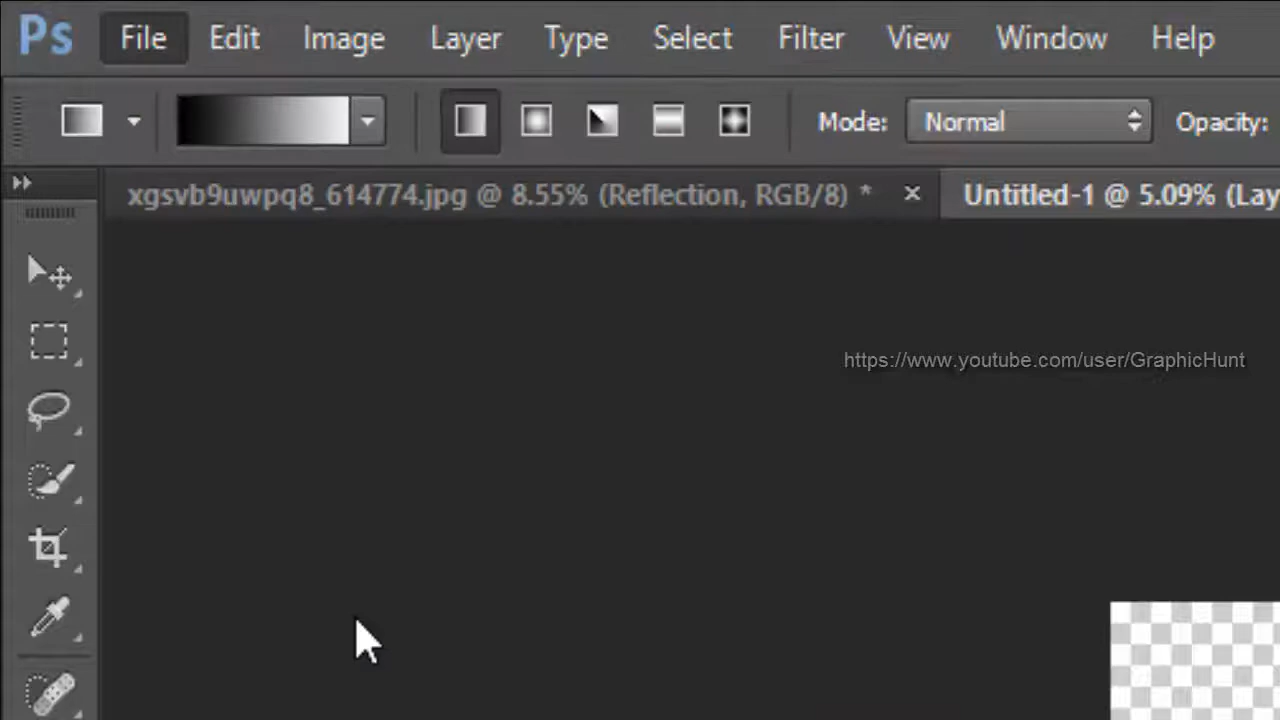 Ps File Edit Image Layer Type Select Filter View Window Help
Mode: Normal Opacity:
xgsvb9uwpq8_614774.jpg @ 8.55% (Reflection, RGB/8) * × Untitled-1 @ 5.09% (Lay
https://www.youtube.com/user/GraphicHunt